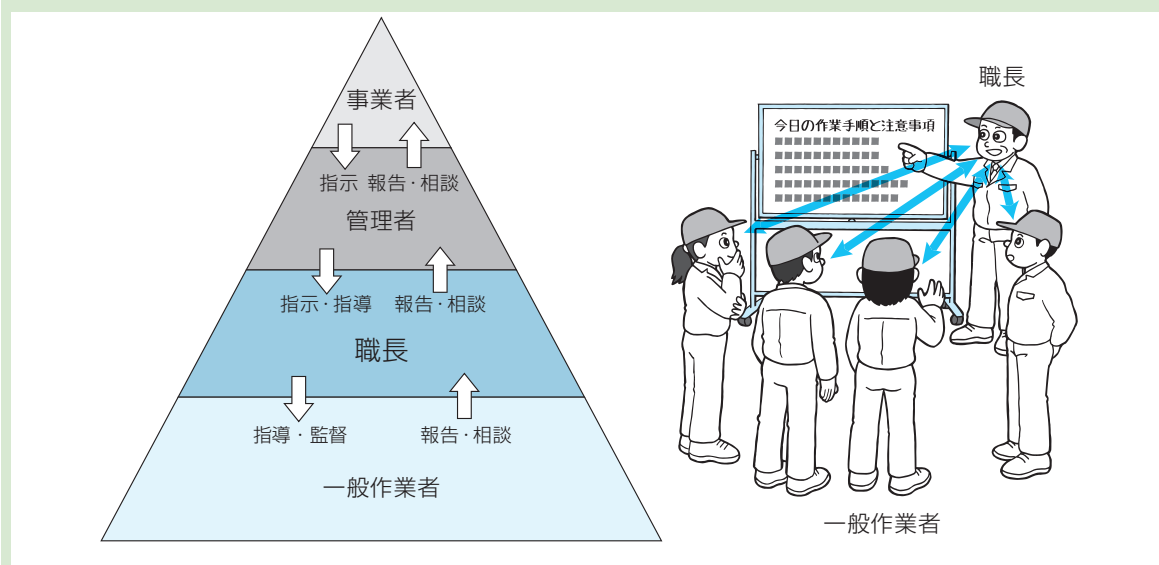 事業者
指示 報告・相談
管理者
指示・指導 報告・相談
職長
指導・監督 報告・相談
一般作業者
職長
今日の作業手順と注意事項
一般作業者